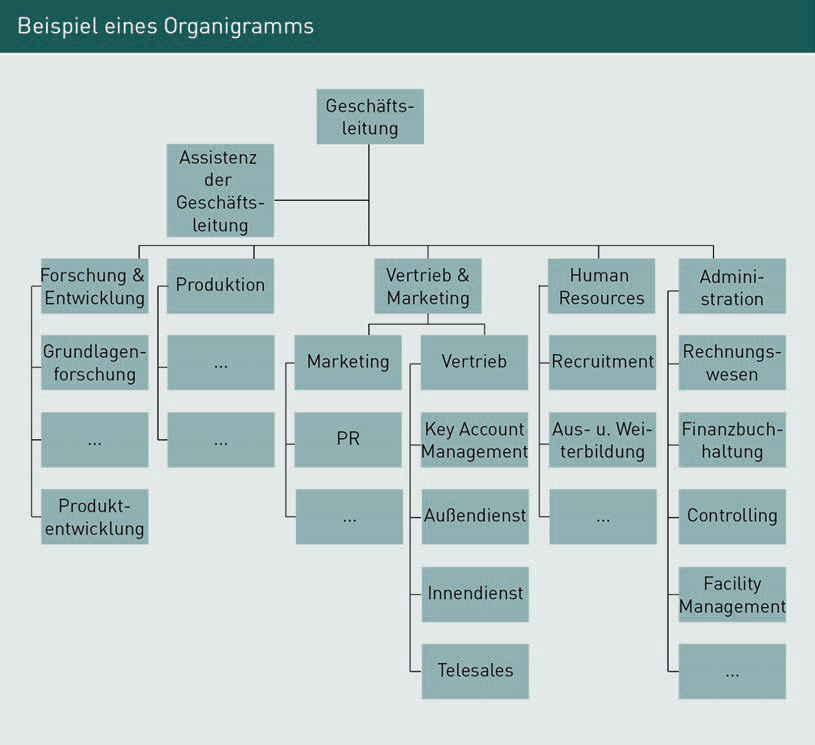 Beispiel eines Organigramms
Geschäfts-
leitung
Assistenz
der
Geschäfts-
leitung
Forschung &
Entwicklung
Grundlagen-
forschung
...
Produkt-
entwicklung
Produktion
...
...
Vertrieb &
Marketing
Marketing
PR
...
Vertrieb
Key Account
Management
Außendienst
Innendienst
Telesales
Human
Resources
Recruitment
Aus- u. Wei-
terbildung
...
Admini-
stration
Rechnungs-
wesen
Finanzbuch-
haltung
Controlling
Facility
Management
...